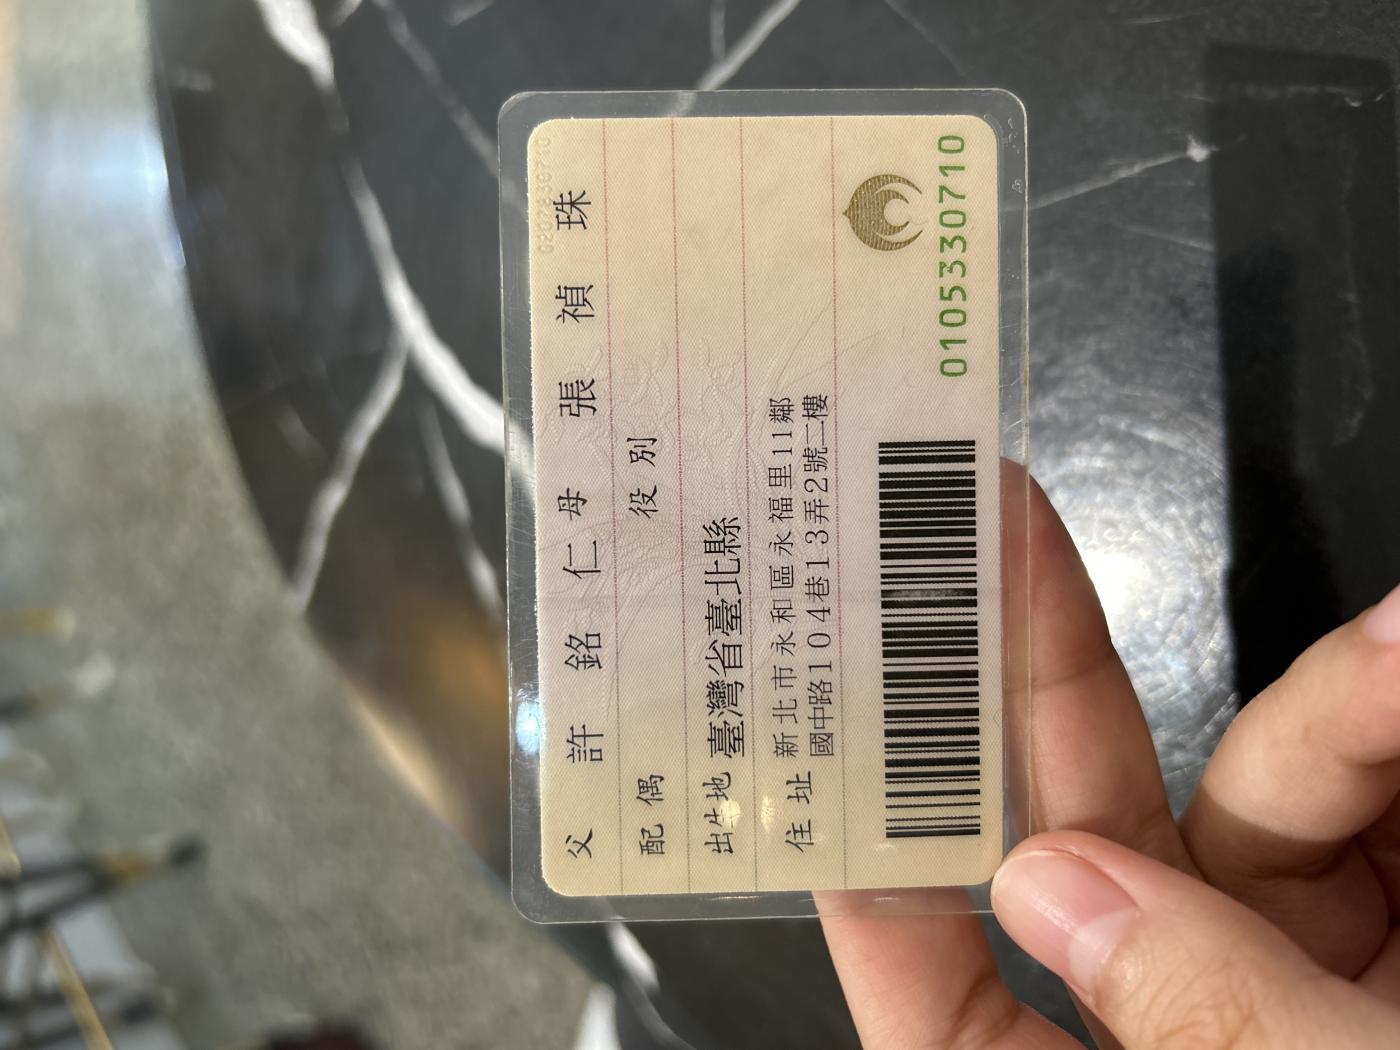 父 許銘仁 母 張禎珠
配偶 役別
出生地 臺灣省臺北縣
住址 新北市永和區永福里11鄰
國中路104巷13弄2號二樓
0105330710